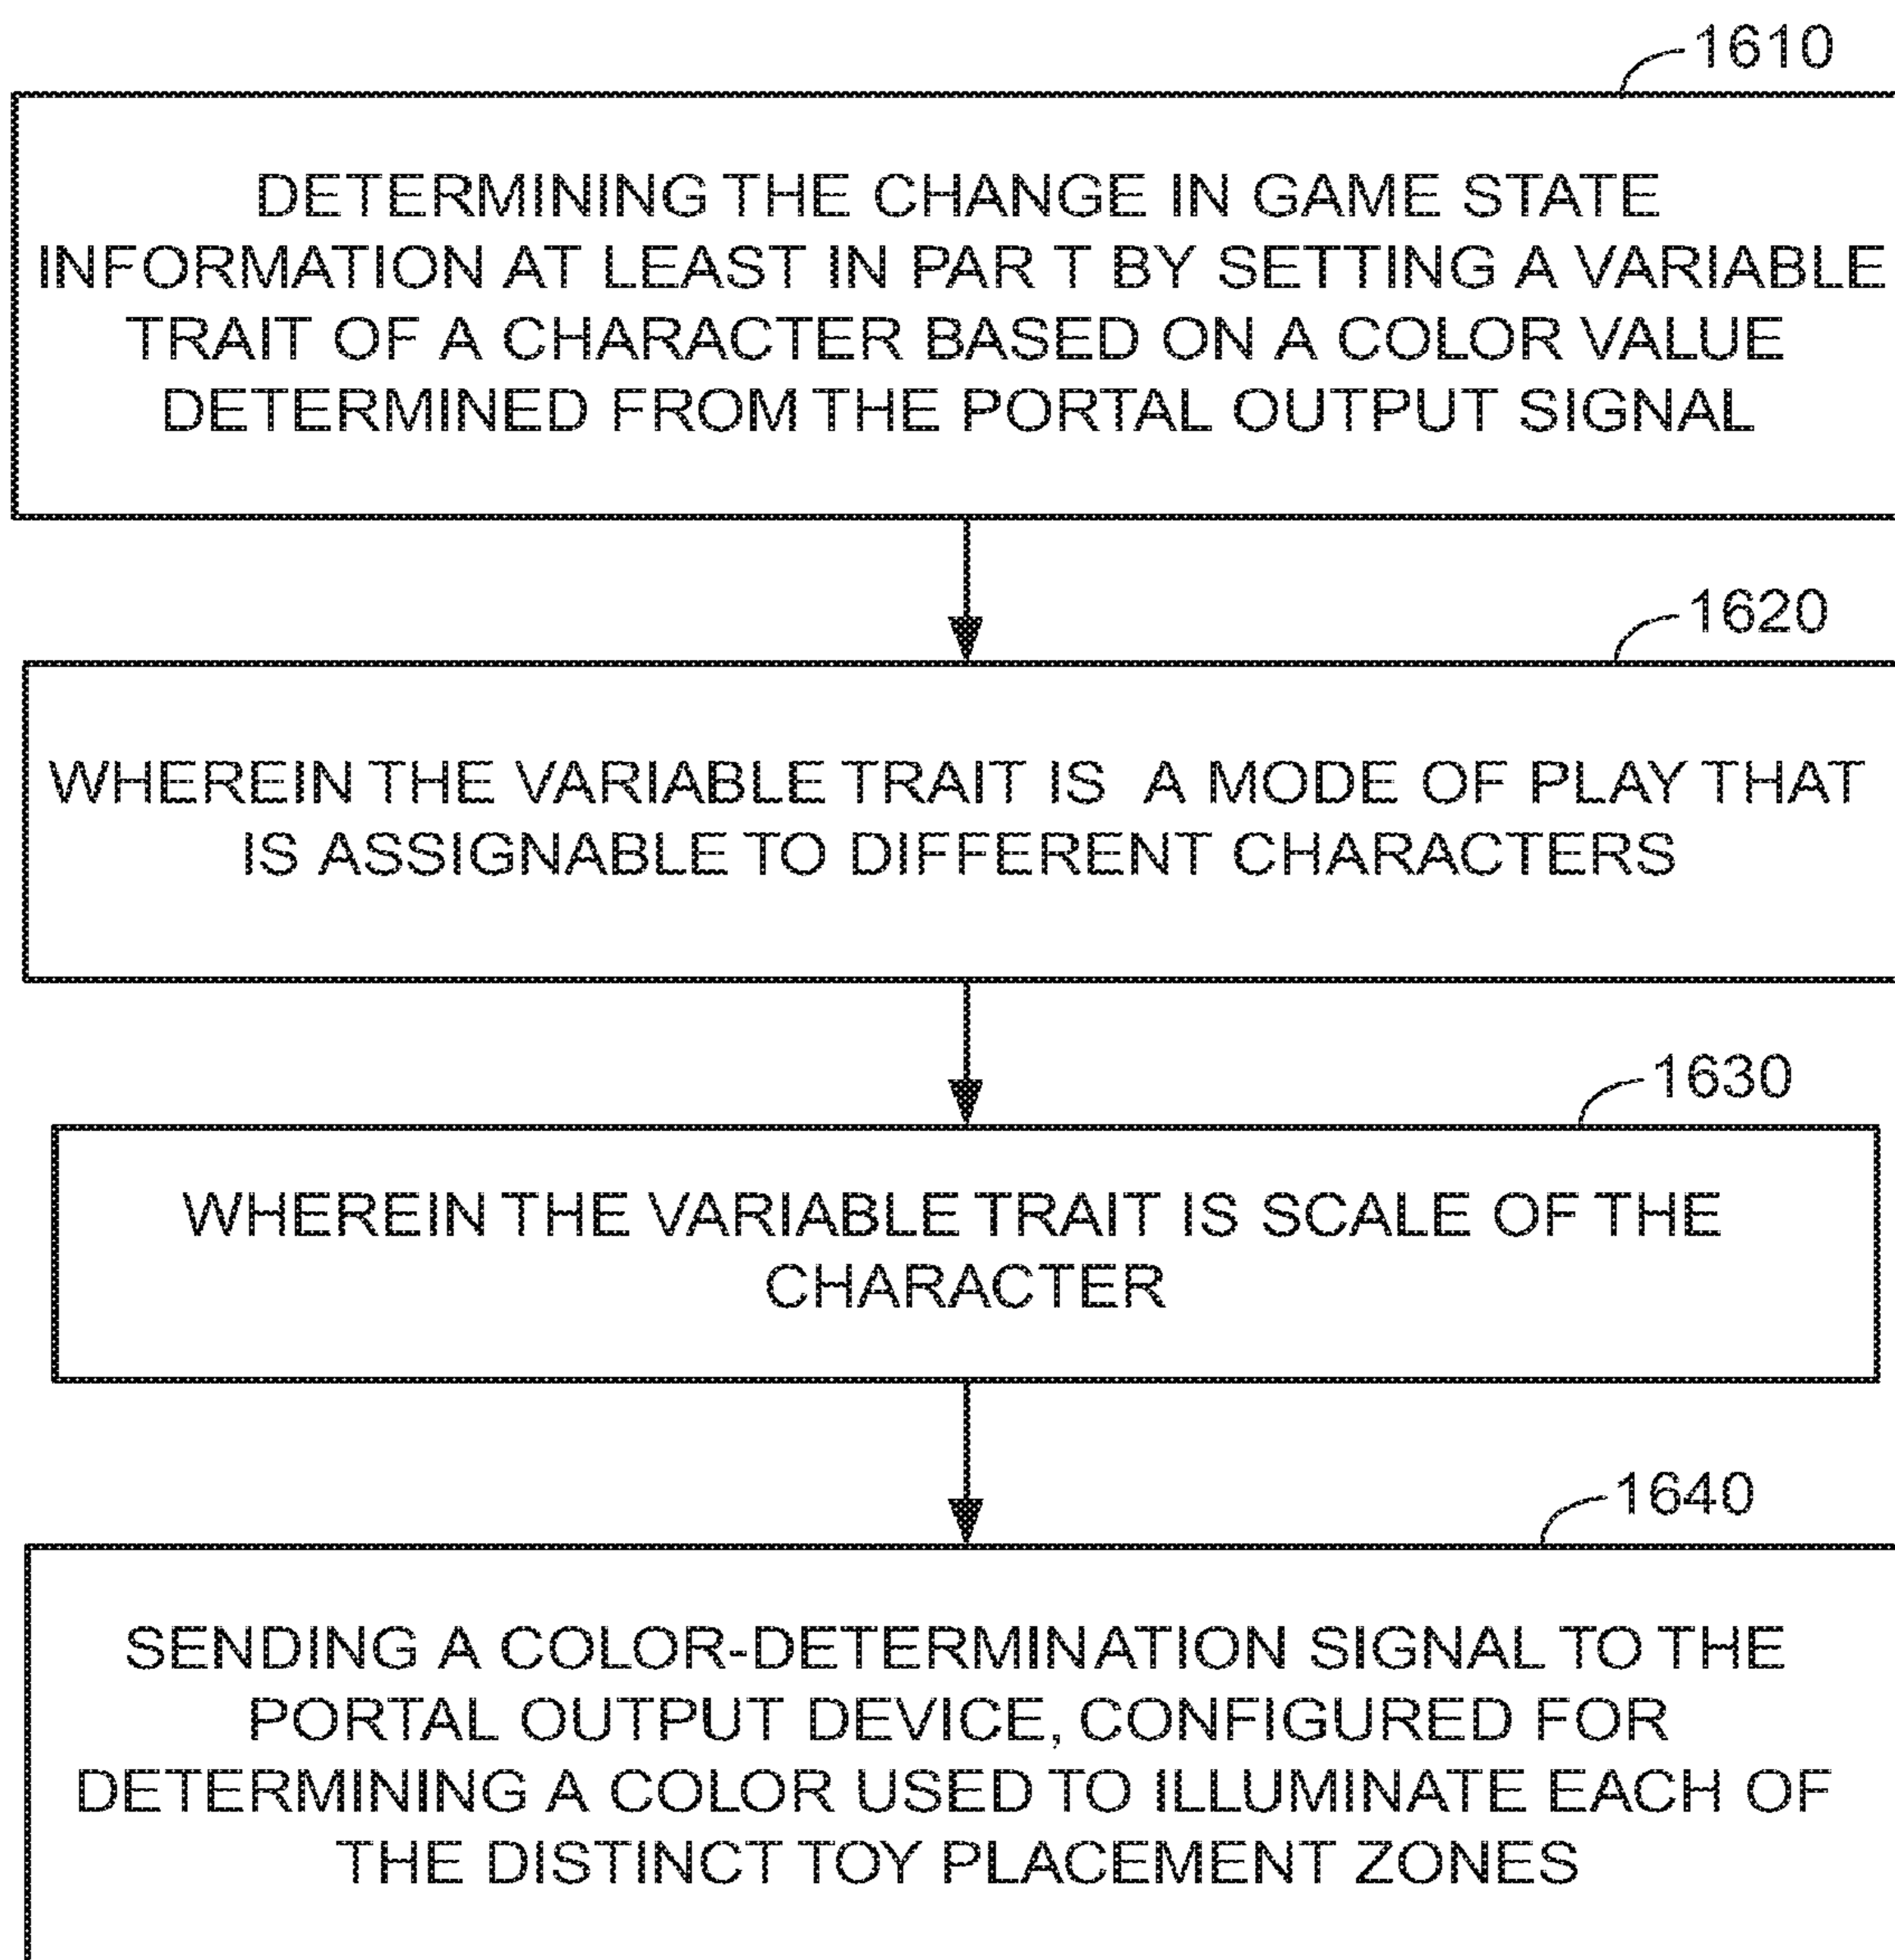 1610
DETERMINING THE CHANGE IN GAME STATE
INFORMATION AT LEAST IN PAR T BY SETTING A VARIABLE
TRAIT OF A CHARACTER BASED ON A COLOR VALUE
DETERMINED FROM THE PORTAL OUTPUT SIGNAL
1620
WHEREIN THE VARIABLE TRAIT IS A MODE OF PLAY THAT
IS ASSIGNABLE TO DIFFERENT CHARACTERS
1630
WHEREIN THE VARIABLE TRAIT IS SCALE OF THE
CHARACTER
1640
SENDING A COLOR-DETERMINATION SIGNAL TO THE
PORTAL OUTPUT DEVICE, CONFIGURED FOR
DETERMINING A COLOR USED TO ILLUMINATE EACH OF
THE DISTINCT TOY PLACEMENT ZONES